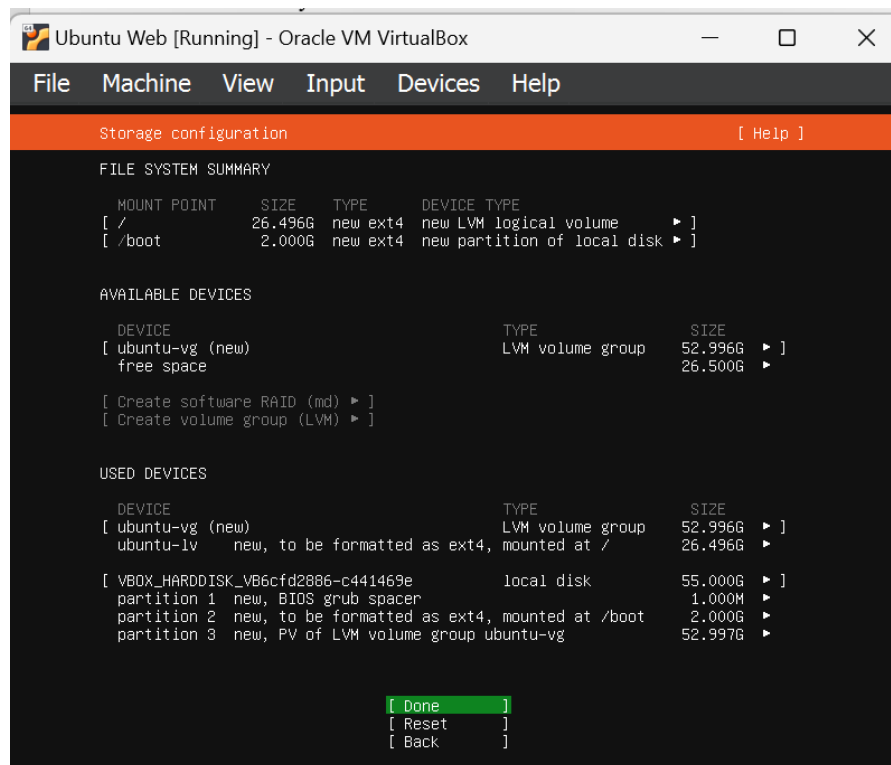 Ubuntu Web [Running] - Oracle VM VirtualBox
File Machine View Input Devices Help
Storage configuration [ Help ]
FILE SYSTEM SUMMARY
MOUNT POINT SIZE TYPE DEVICE TYPE
[ / 26.496G new ext4 new LVM logical volume ▸ ]
[ /boot 2.000G new ext4 new partition of local disk ▸ ]
AVAILABLE DEVICES
DEVICE TYPE SIZE
[ ubuntu-vg (new) LVM volume group 52.996G ▸ ]
free space 26.500G ▸
[ Create software RAID (md) ▸ ]
[ Create volume group (LVM) ▸ ]
USED DEVICES
DEVICE TYPE SIZE
[ ubuntu-vg (new) LVM volume group 52.996G ▸ ]
ubuntu-lv new, to be formatted as ext4, mounted at / 26.496G ▸
[ VBOX_HARDDISK_VB6cfd2886-c441469e local disk 55.000G ▸ ]
partition 1 new, BIOS grub spacer 1.000M ▸
partition 2 new, to be formatted as ext4, mounted at /boot 2.000G ▸
partition 3 new, PV of LVM volume group ubuntu-vg 52.997G ▸
[ Done ]
[ Reset ]
[ Back ]